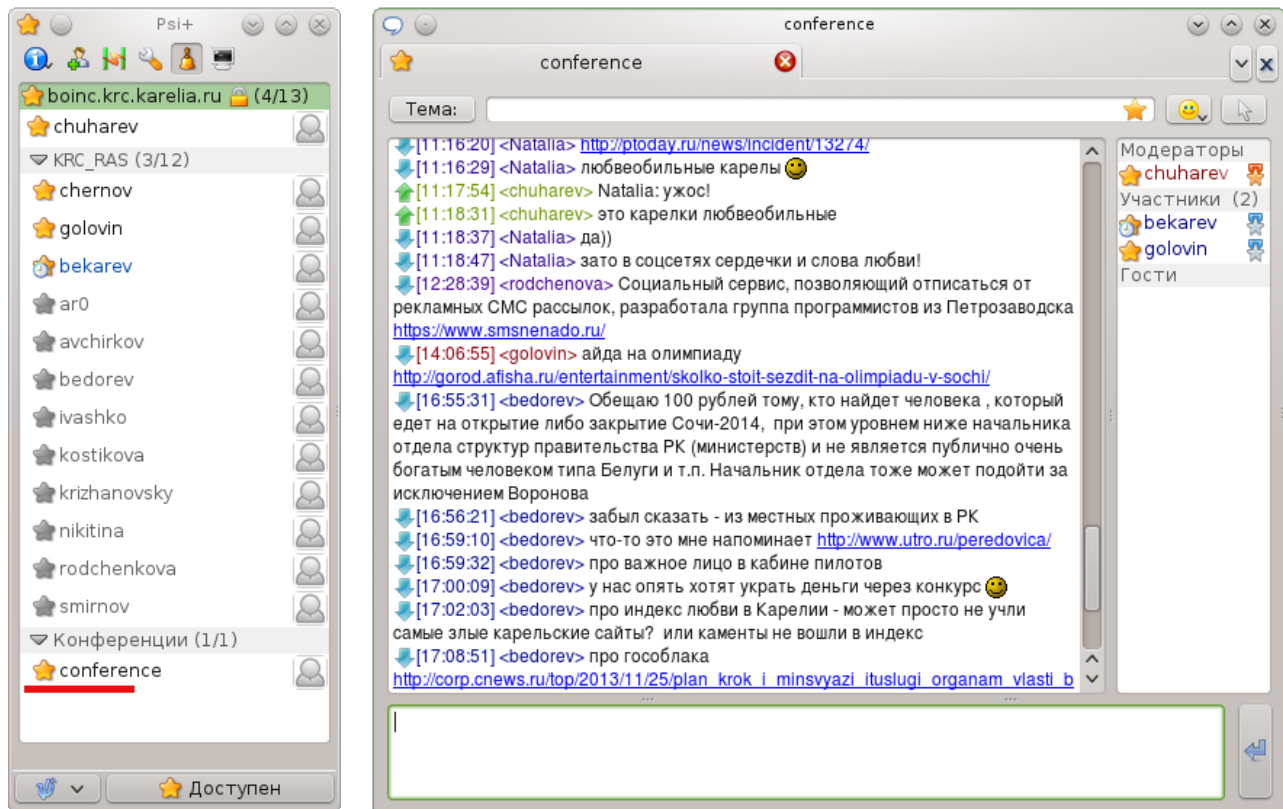 Psi+
boinc.krc.karelia.ru (4/13)
chuharev
KRC_RAS (3/12)
chernov
golovin
bekarev
ar0
avchirkov
bedorev
ivashko
kostikova
krizhanovsky
nikitina
rodchenkova
smirnov
Конференции (1/1)
conference
Доступен
conference
conference
Тема:
[11:16:20] <Natalia> http://ptoday.ru/news/incident/13274/
[11:16:29] <Natalia> любвеобильные карелы
[11:17:54] <chuharev> Natalia: ужос!
[11:18:31] <chuharev> это карелки любвеобильные
[11:18:37] <Natalia> да))
[11:18:47] <Natalia> зато в соцсетях сердечки и слова любви!
[12:28:39] <rodchenova> Социальный сервис, позволяющий отписаться от
рекламных СМС рассылок, разработала группа программистов из Петрозаводска
https://www.smsnenado.ru/
[14:06:55] <golovin> айда на олимпиаду
http://gorod.afisha.ru/entertainment/skolko-stoit-sezdit-na-olimpiadu-v-sochi/
[16:55:31] <bedorev> Обещаю 100 рублей тому, кто найдет человека , который
едет на открытие либо закрытие Сочи-2014, при этом уровнем ниже начальника
отдела структур правительства РК (министерств) и не является публично очень
богатым человеком типа Белуги и т.п. Начальник отдела тоже может подойти за
исключением Воронова
[16:56:21] <bedorev> забыл сказать - из местных проживающих в РК
[16:59:10] <bedorev> что-то это мне напоминает http://www.utro.ru/peredovica/
[16:59:32] <bedorev> про важное лицо в кабине пилотов
[17:00:09] <bedorev> у нас опять хотят украть деньги через конкурс
[17:02:03] <bedorev> про индекс любви в Карелии - может просто не учли
самые злые карельские сайты? или каменты не вошли в индекс
[17:08:51] <bedorev> про гособлака
http://corp.cnews.ru/top/2013/11/25/plan_krok_i_minsvyazi_ituslugi_organam_vlasti_b
Модераторы
chuharev
Участники (2)
bekarev
golovin
Гости